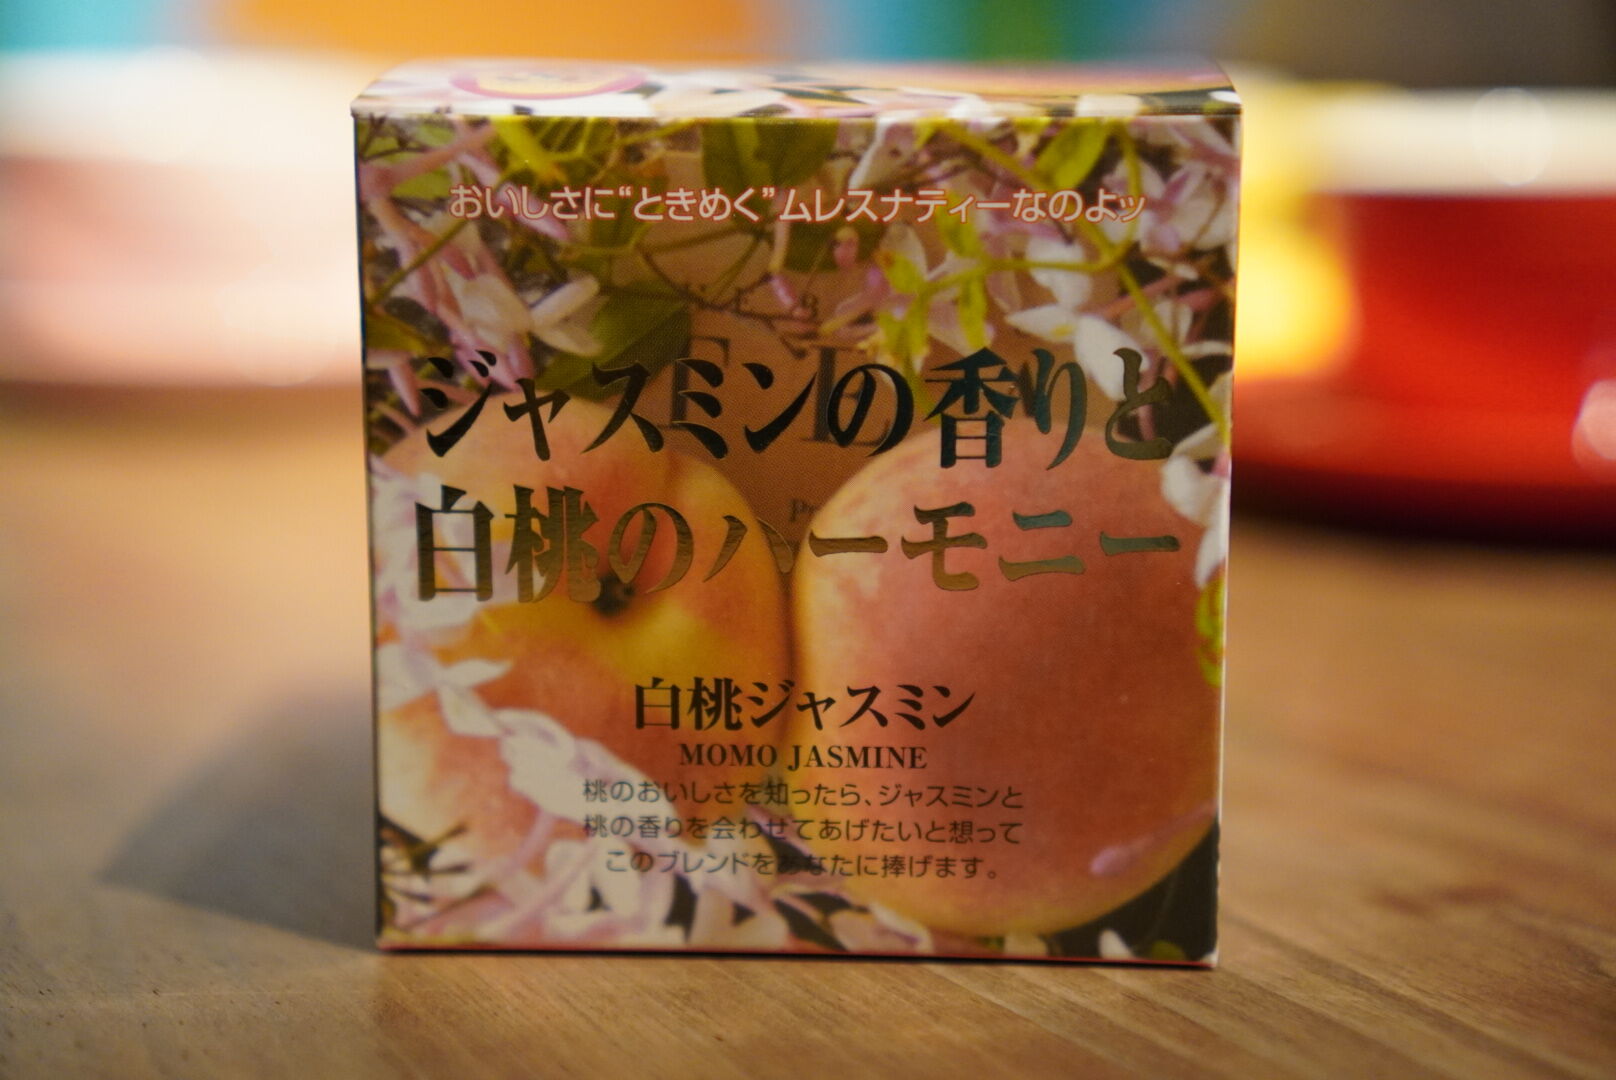 おいしさに“ときめく”ムレスナティーなのよッ
ジャスミンの香りと
白桃のハーモニー
白桃ジャスミン
MOMO JASMINE
桃のおいしさを知ったら、ジャスミンと
桃の香りを会わせてあげたいと想って
このブレンドをあなたに捧げます。